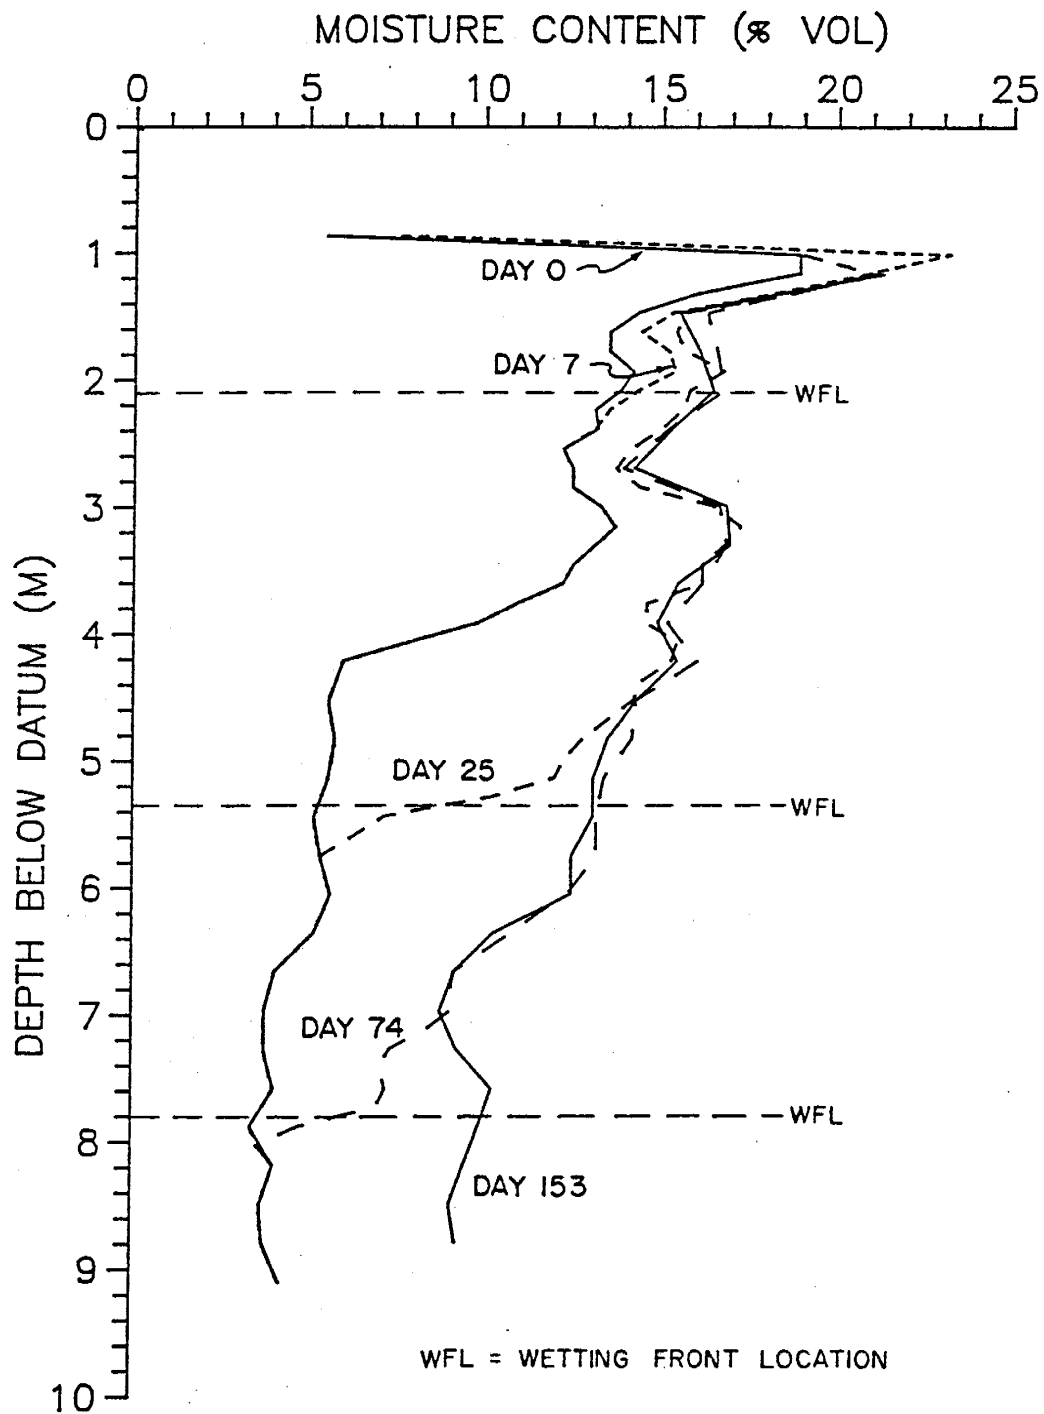 MOISTURE CONTENT (% VOL)
0 5 10 15 20 25
0
1
DAY 0
DAY 7
2
WFL
3
DEPTH BELOW DATUM (M)
4
5
DAY 25
WFL
6
7
DAY 74
WFL
8
DAY 153
9
WFL = WETTING FRONT LOCATION
10